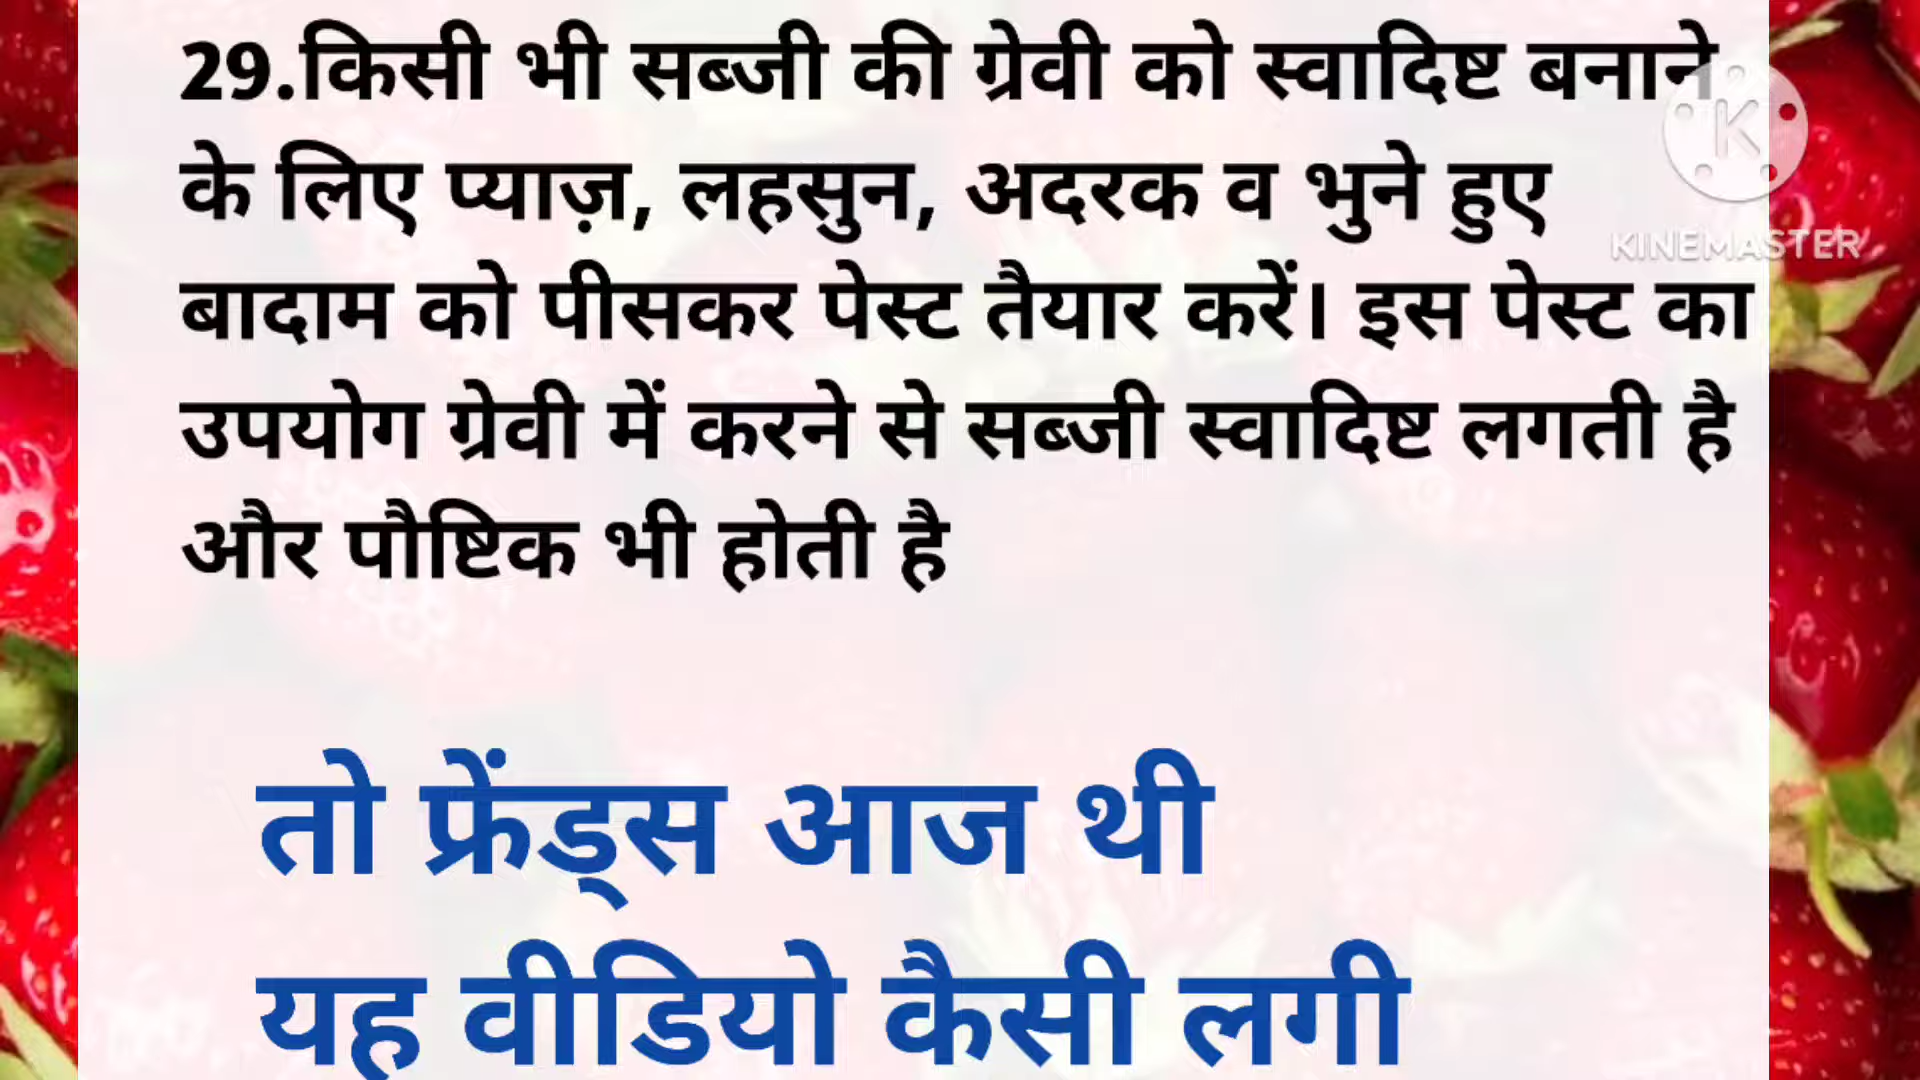 29.किसी भी सब्जी की ग्रेवी को स्वादिष्ट बनाने
के लिए प्याज़, लहसुन, अदरक व भुने हुए
बादाम को पीसकर पेस्ट तैयार करें। इस पेस्ट का
उपयोग ग्रेवी में करने से सब्जी स्वादिष्ट लगती है
और पौष्टिक भी होती है
K
KINEMASTER
तो फ्रेंड्स आज थी
यह वीडियो कैसी लगी